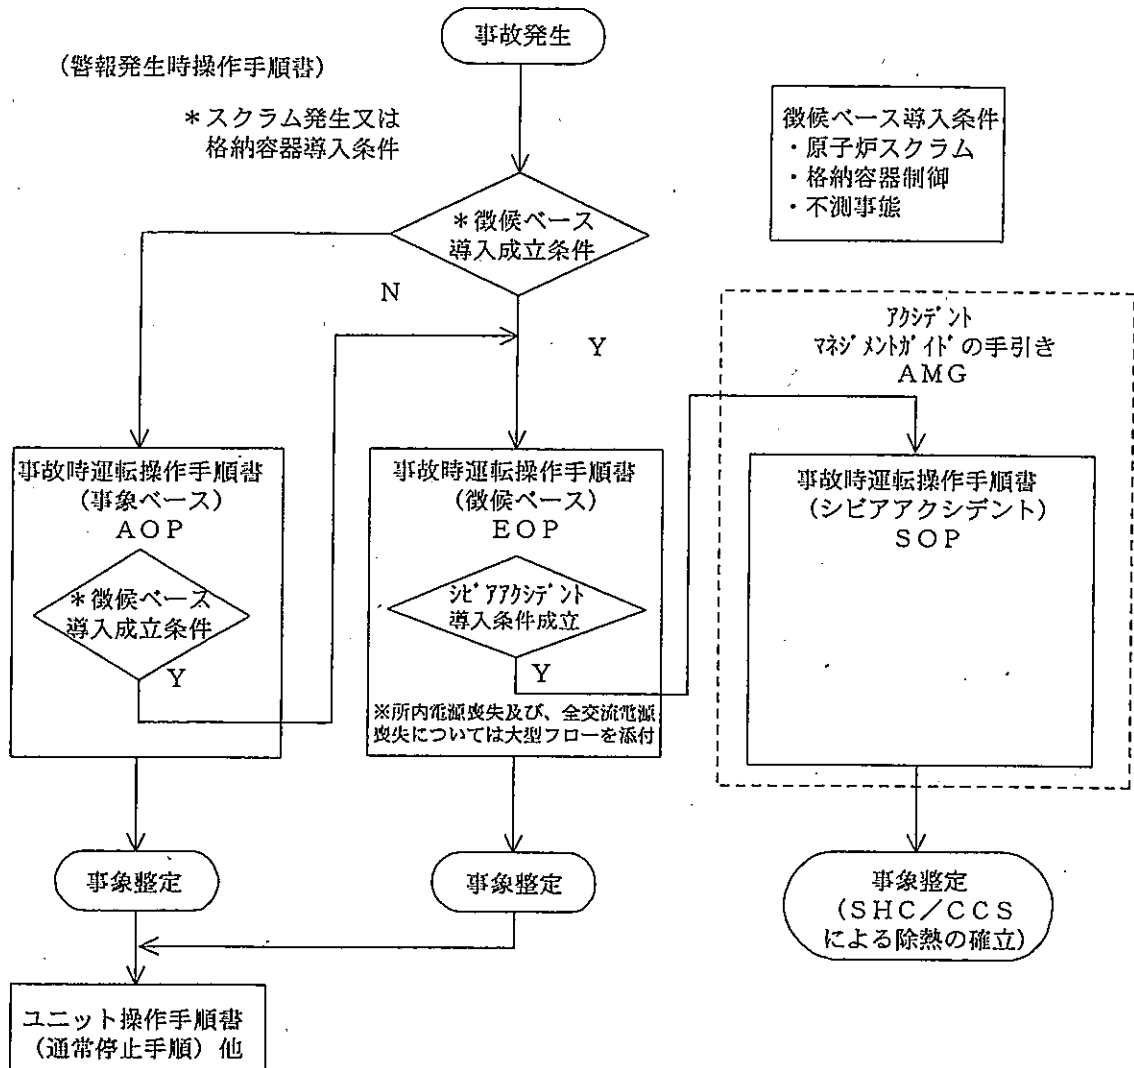 事故発生
(警報発生時操作手順書)
＊スクラム発生又は
格納容器導入条件
徴候ベース導入条件
・原子炉スクラム
・格納容器制御
・不測事態
＊徴候ベース
導入成立条件
N
Y
アクシデント
マネジメントガイドの手引き
AMG
事故時運転操作手順書
(事象ベース)
AOP
＊徴候ベース
導入成立条件
Y
事故時運転操作手順書
(徴候ベース)
EOP
シビアアクシデント
導入条件成立
Y
※所内電源喪失及び、全交流電源
喪失については大型フローを添付
事故時運転操作手順書
(シビアアクシデント)
SOP
事象整定
事象整定
事象整定
(SHC／CCS
による除熱の確立)
ユニット操作手順書
(通常停止手順) 他